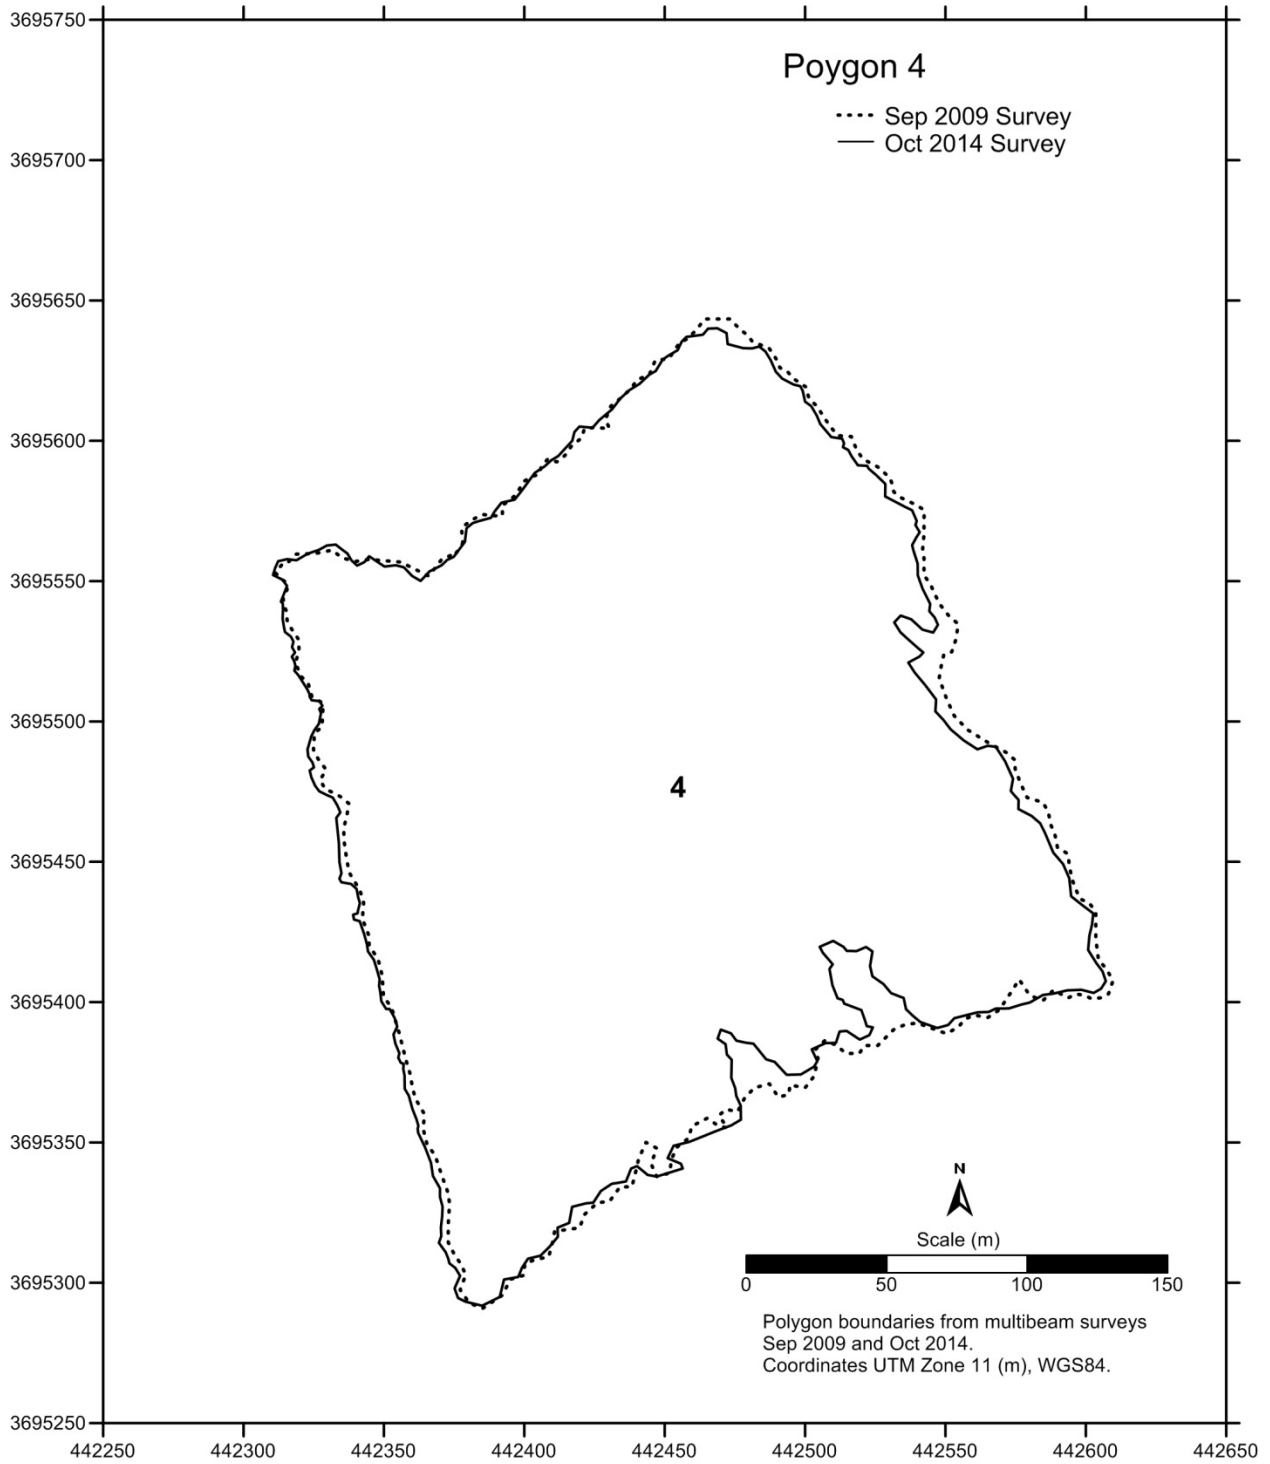 3695750
Poygon 4
Sep 2009 Survey
Oct 2014 Survey
3695700
3695650
3695600
3695550
3695500
4
3695450
3695400
3695350
N
Scale (m)
3695300
0 50 100 150
Polygon boundaries from multibeam surveys
Sep 2009 and Oct 2014.
Coordinates UTM Zone 11 (m), WGS84.
3695250
442250 442300 442350 442400 442450 442500 442550 442600 442650